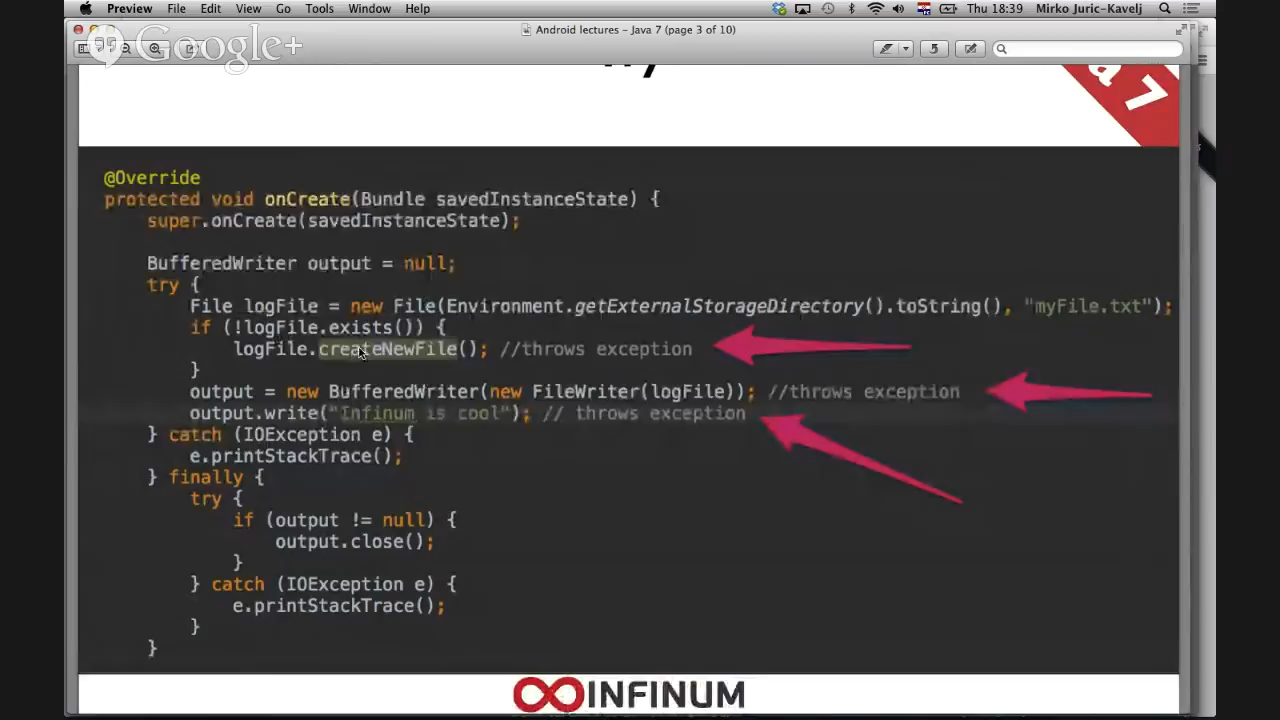 Preview File Edit View Go Tools Window Help Thu 18:39 Mirko Juric-Kavelj
Google+
Android lectures – Java 7 (page 3 of 10)
5
a 7
@Override
protected void onCreate(Bundle savedInstanceState) {
super.onCreate(savedInstanceState);
BufferedWriter output = null;
try {
File logFile = new File(Environment.getExternalStorageDirectory().toString(), "myFile.txt");
if (!logFile.exists()) {
logFile.createNewFile(); //throws exception
}
output = new BufferedWriter(new FileWriter(logFile)); //throws exception
output.write("Infinum is cool"); // throws exception
} catch (IOException e) {
e.printStackTrace();
} finally {
try {
if (output != null) {
output.close();
}
} catch (IOException e) {
e.printStackTrace();
}
}
INFINUM